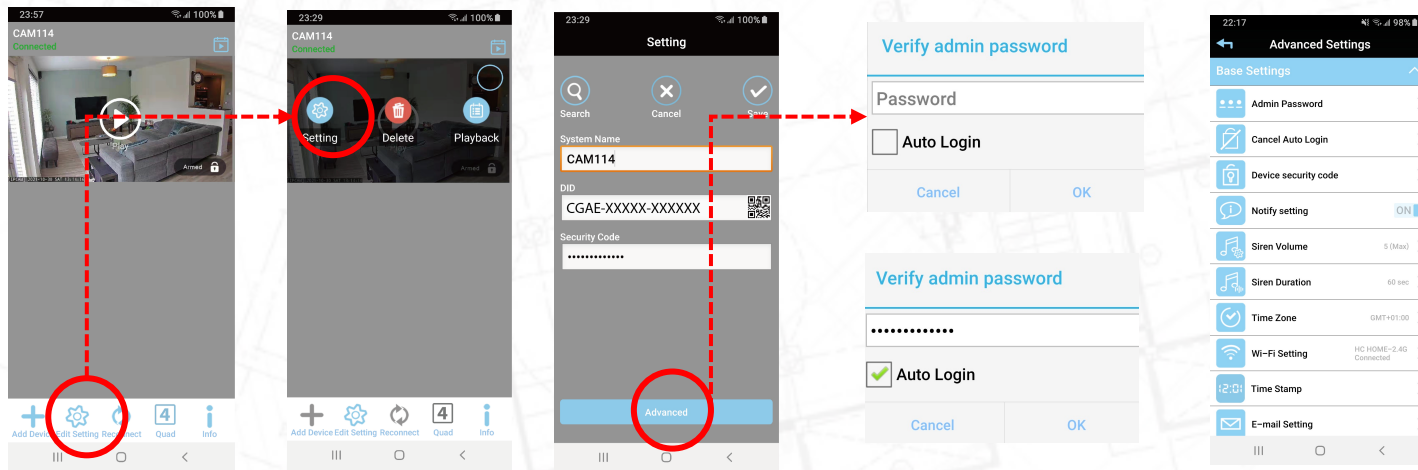 23:57
100%
CAM114
Connected
Play
Armed
Add Device
Edit Setting
Reconnect
Quad
4
Info
23:29
100%
CAM114
Connected
Setting
Delete
Playback
Armed
Add Device
Edit Setting
Reconnect
Quad
4
Info
23:29
100%
Setting
Search
Cancel
Save
System Name
CAM114
DID
CGAE-XXXXX-XXXXXX
Security Code
•••••••••••••
Advanced
Verify admin password
Password
Auto Login
Cancel
OK
Verify admin password
•••••••••••••
Auto Login
Cancel
OK
22:17
98%
Advanced Settings
Base Settings
Admin Password
Cancel Auto Login
Device security code
Notify setting
ON
Siren Volume
5 (Max)
Siren Duration
60 sec
Time Zone
GMT+01:00
Wi-Fi Setting
HC HOME-2.4G
Connected
12:01
Time Stamp
E-mail Setting